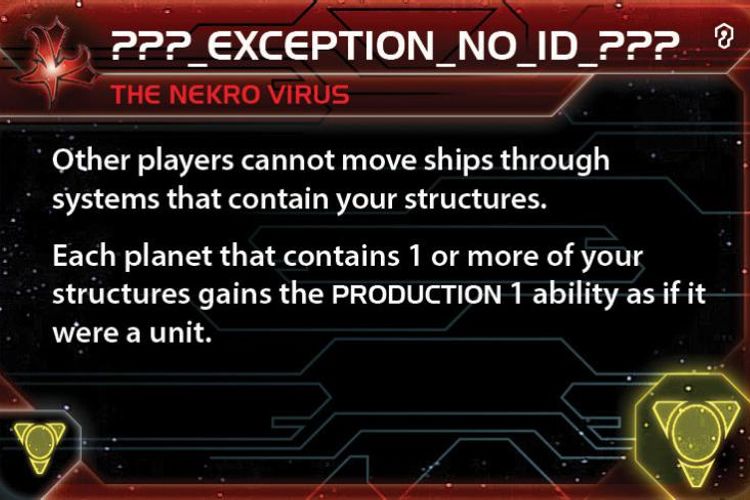 ???_EXCEPTION_NO_ID_???
THE NEKRO VIRUS
Other players cannot move ships through
systems that contain your structures.
Each planet that contains 1 or more of your
structures gains the PRODUCTION 1 ability as if it
were a unit.